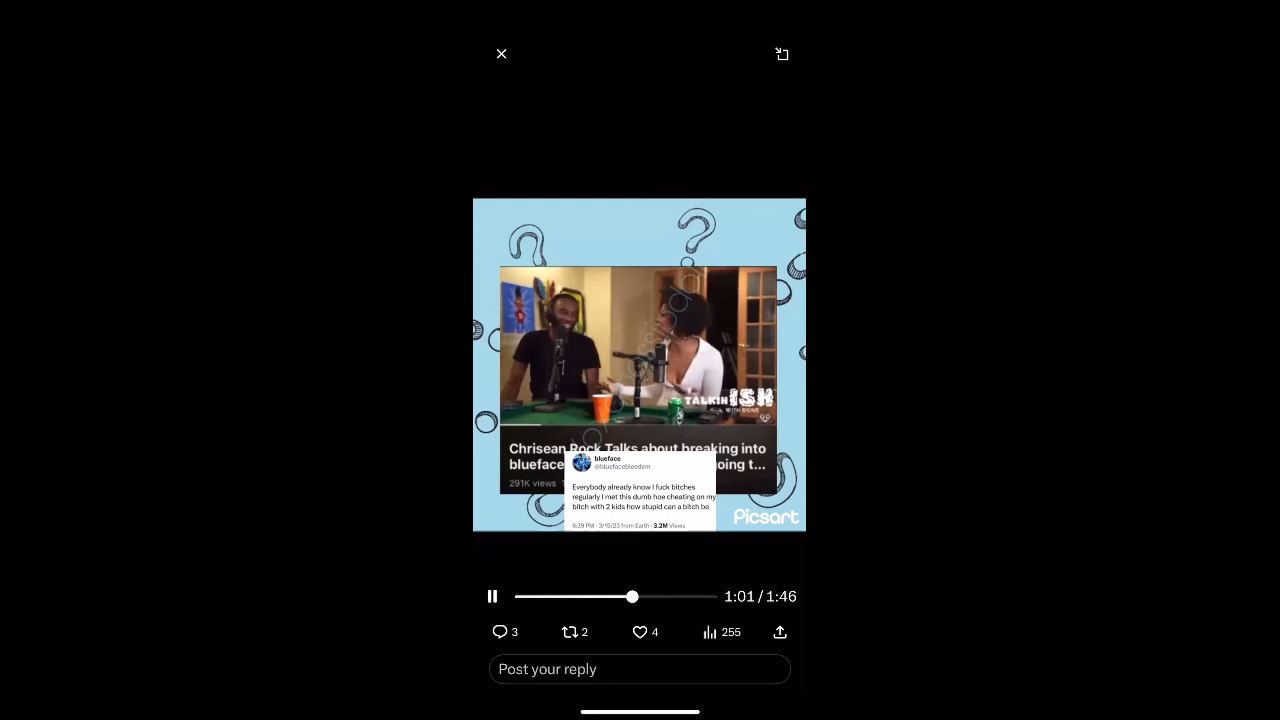 TALKIN ISH
WITH BONE
Chrisean Rock Talks about breaking into
blueface
going t...
291K views
blueface
@bluefacebleedem
Everybody already know I fuck bitches
regularly I met this dumb hoe cheating on my
bitch with 2 kids how stupid can a bitch be
6:39 PM · 3/15/23 from Earth · 3.2M Views
Picsart
1:01 / 1:46
3 2 4 255
Post your reply